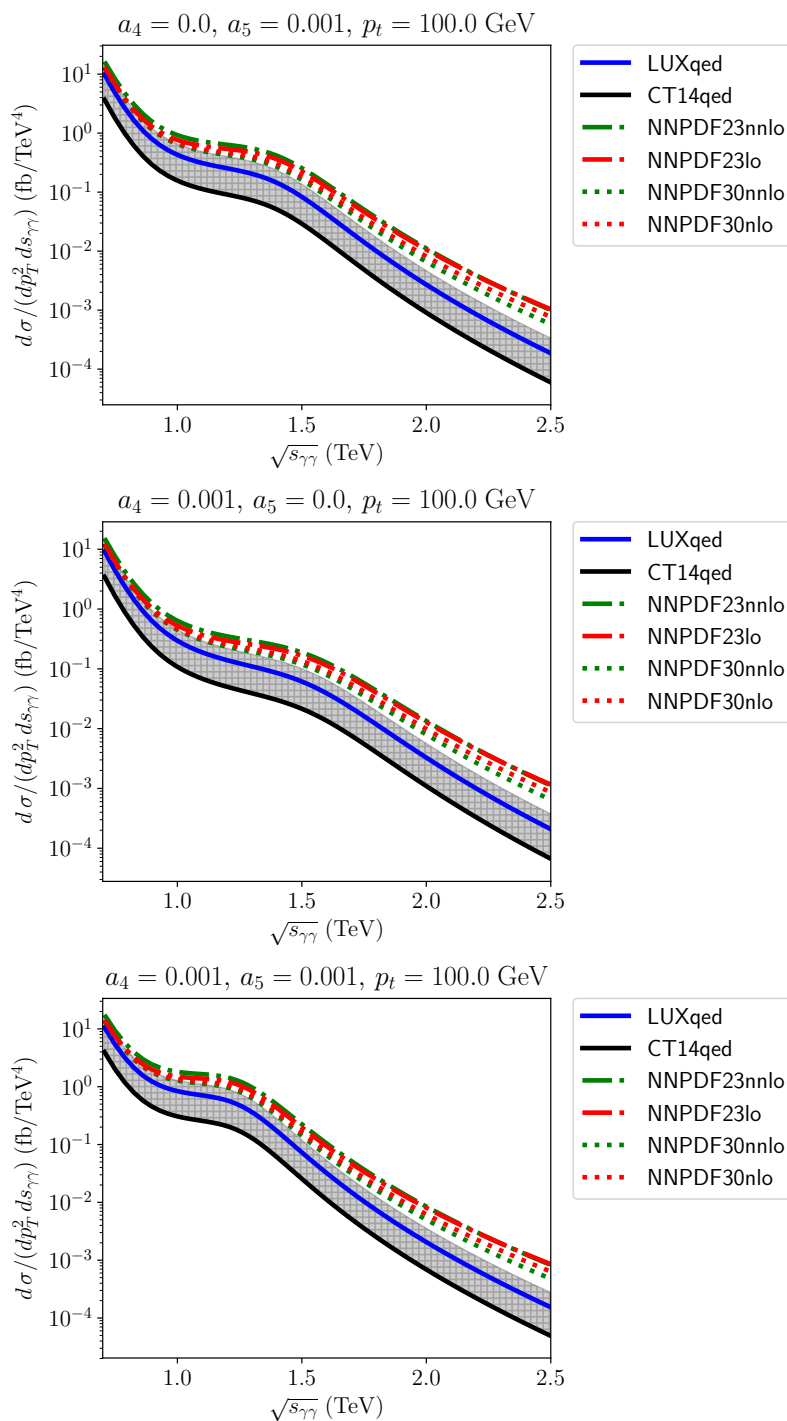 a₄ = 0.0, a₅ = 0.001, pₜ = 100.0 GeV
dσ/(dp_T² ds_γγ) (fb/TeV⁴)
10¹
10⁰
10⁻¹
10⁻²
10⁻³
10⁻⁴
1.0 1.5 2.0 2.5
√s_γγ (TeV)
LUXqed
CT14qed
NNPDF23nnlo
NNPDF23lo
NNPDF30nnlo
NNPDF30nlo
a₄ = 0.001, a₅ = 0.0, pₜ = 100.0 GeV
dσ/(dp_T² ds_γγ) (fb/TeV⁴)
10¹
10⁰
10⁻¹
10⁻²
10⁻³
10⁻⁴
1.0 1.5 2.0 2.5
√s_γγ (TeV)
LUXqed
CT14qed
NNPDF23nnlo
NNPDF23lo
NNPDF30nnlo
NNPDF30nlo
a₄ = 0.001, a₅ = 0.001, pₜ = 100.0 GeV
dσ/(dp_T² ds_γγ) (fb/TeV⁴)
10¹
10⁰
10⁻¹
10⁻²
10⁻³
10⁻⁴
1.0 1.5 2.0 2.5
√s_γγ (TeV)
LUXqed
CT14qed
NNPDF23nnlo
NNPDF23lo
NNPDF30nnlo
NNPDF30nlo